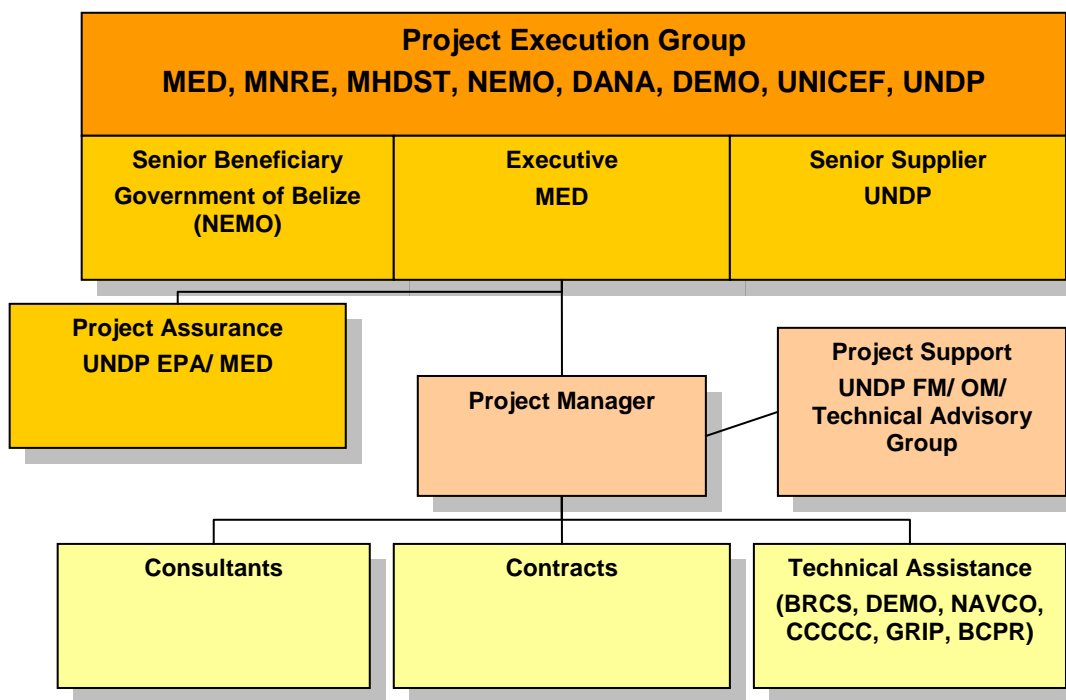 Project Execution Group
MED, MNRE, MHDST, NEMO, DANA, DEMO, UNICEF, UNDP
Senior Beneficiary
Government of Belize
(NEMO)
Executive
MED
Senior Supplier
UNDP
Project Assurance
UNDP EPA/ MED
Project Manager
Project Support
UNDP FM/ OM/
Technical Advisory
Group
Consultants
Contracts
Technical Assistance
(BRCS, DEMO, NAVCO,
CCCCC, GRIP, BCPR)